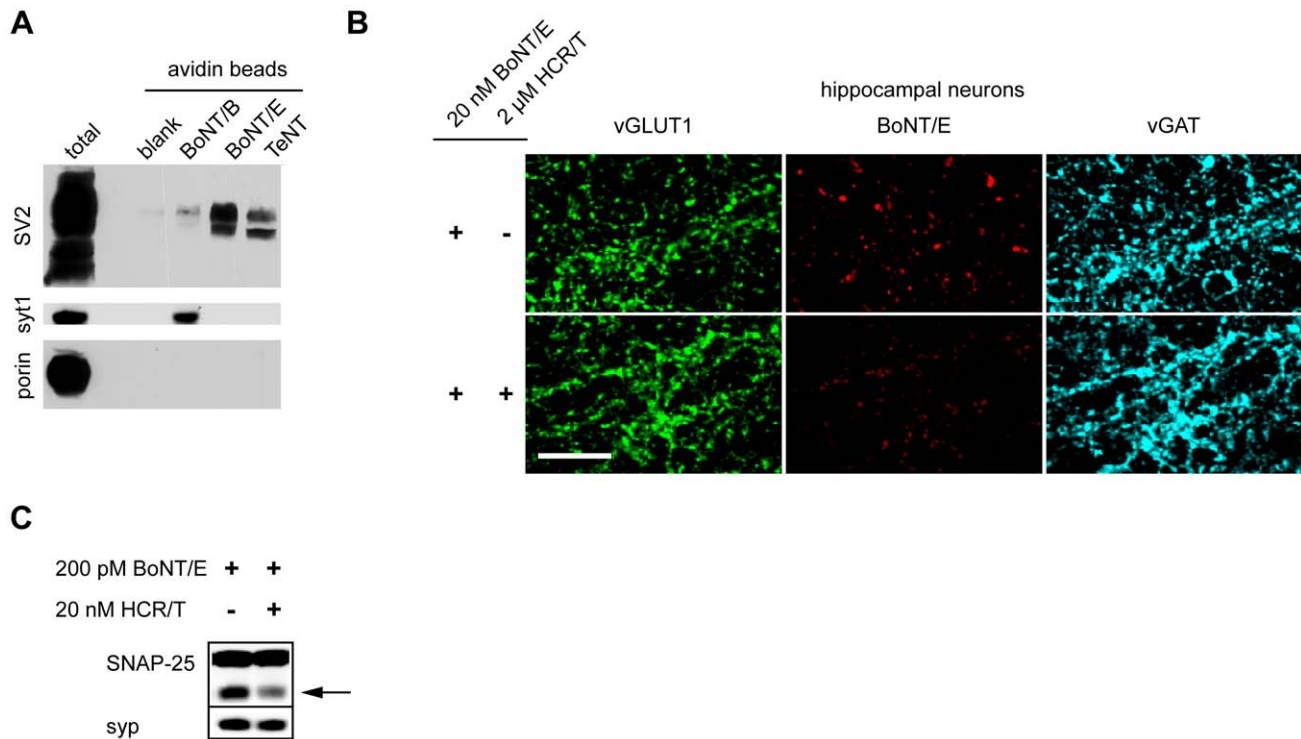 A
avidin beads
total
blank
BoNT/B
BoNT/E
TeNT
SV2
syt1
porin
B
20 nM BoNT/E
2 µM HCR/T
hippocampal neurons
vGLUT1 BoNT/E vGAT
+ -
+ +
C
200 pM BoNT/E + +
20 nM HCR/T - +
SNAP-25
syp